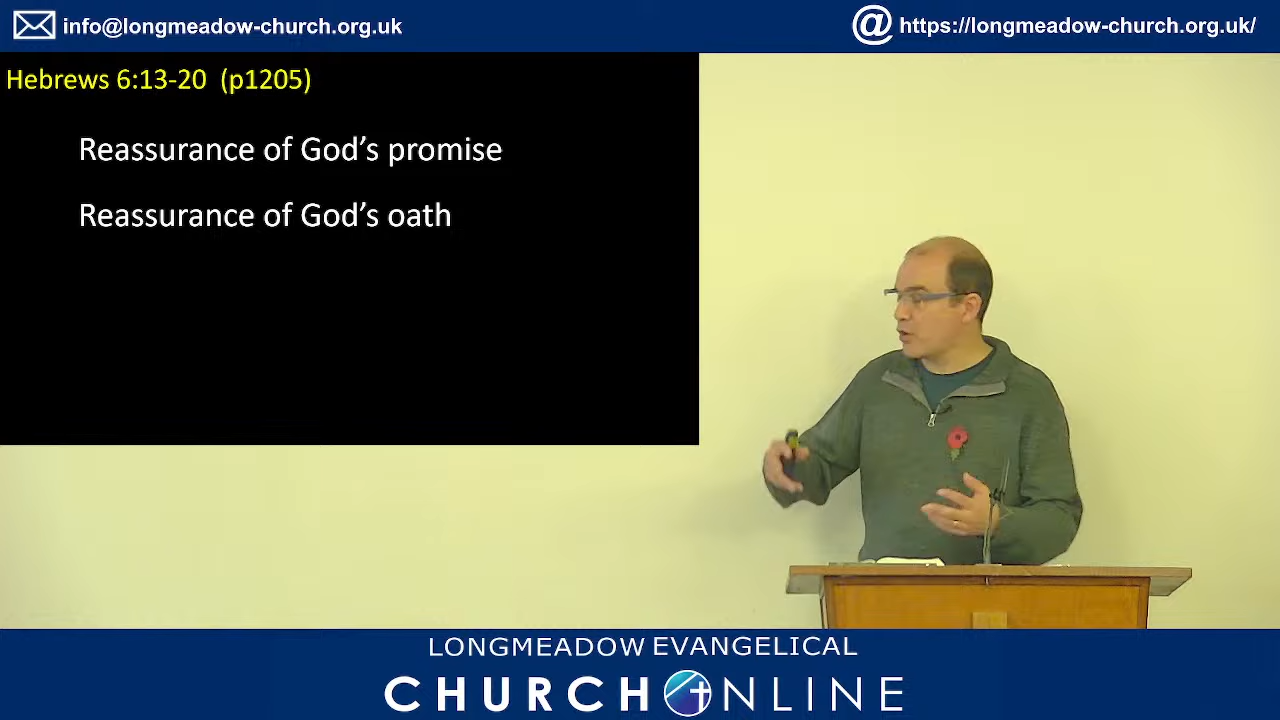 info@longmeadow-church.org.uk
https://longmeadow-church.org.uk/
Hebrews 6:13-20 (p1205)
Reassurance of God’s promise
Reassurance of God’s oath
LONGMEADOW EVANGELICAL
CHURCH ONLINE